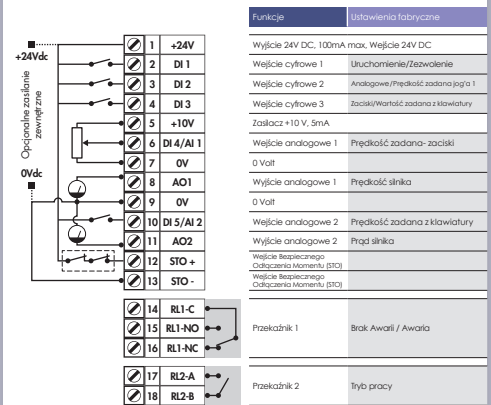 Funkcje Ustawienia fabryczne
1 +24V Wyjście 24V DC, 100mA max, Wejście 24V DC
+24Vdc
2 DI 1 Wejście cyfrowe 1 Uruchomienie/Zezwolenie
3 DI 2 Wejście cyfrowe 2 Analogowe/Prędkość zadana jog'a 1
4 DI 3 Wejście cyfrowe 3 Zaciski/Wartość zadana z klawiatury
Opcjonalne zasilanie
zewnętrzne
5 +10V Zasilacz +10 V, 5mA
6 DI 4/AI 1 Wejście analogowe 1 Prędkość zadana- zaciski
7 0V 0 Volt
0Vdc
8 AO1 Wyjście analogowe 1 Prędkość silnika
9 0V 0 Volt
10 DI 5/AI 2 Wejście analogowe 2 Prędkość zadana z klawiatury
11 AO2 Wyjście analogowe 2 Prąd silnika
12 STO + Wejście Bezpiecznego
Odłączenia Momentu (STO)
13 STO - Wejście Bezpiecznego
Odłączenia Momentu (STO)
14 RL1-C
15 RL1-NO Przekaźnik 1 Brak Awarii / Awaria
16 RL1-NC
17 RL2-A
Przekaźnik 2 Tryb pracy
18 RL2-B